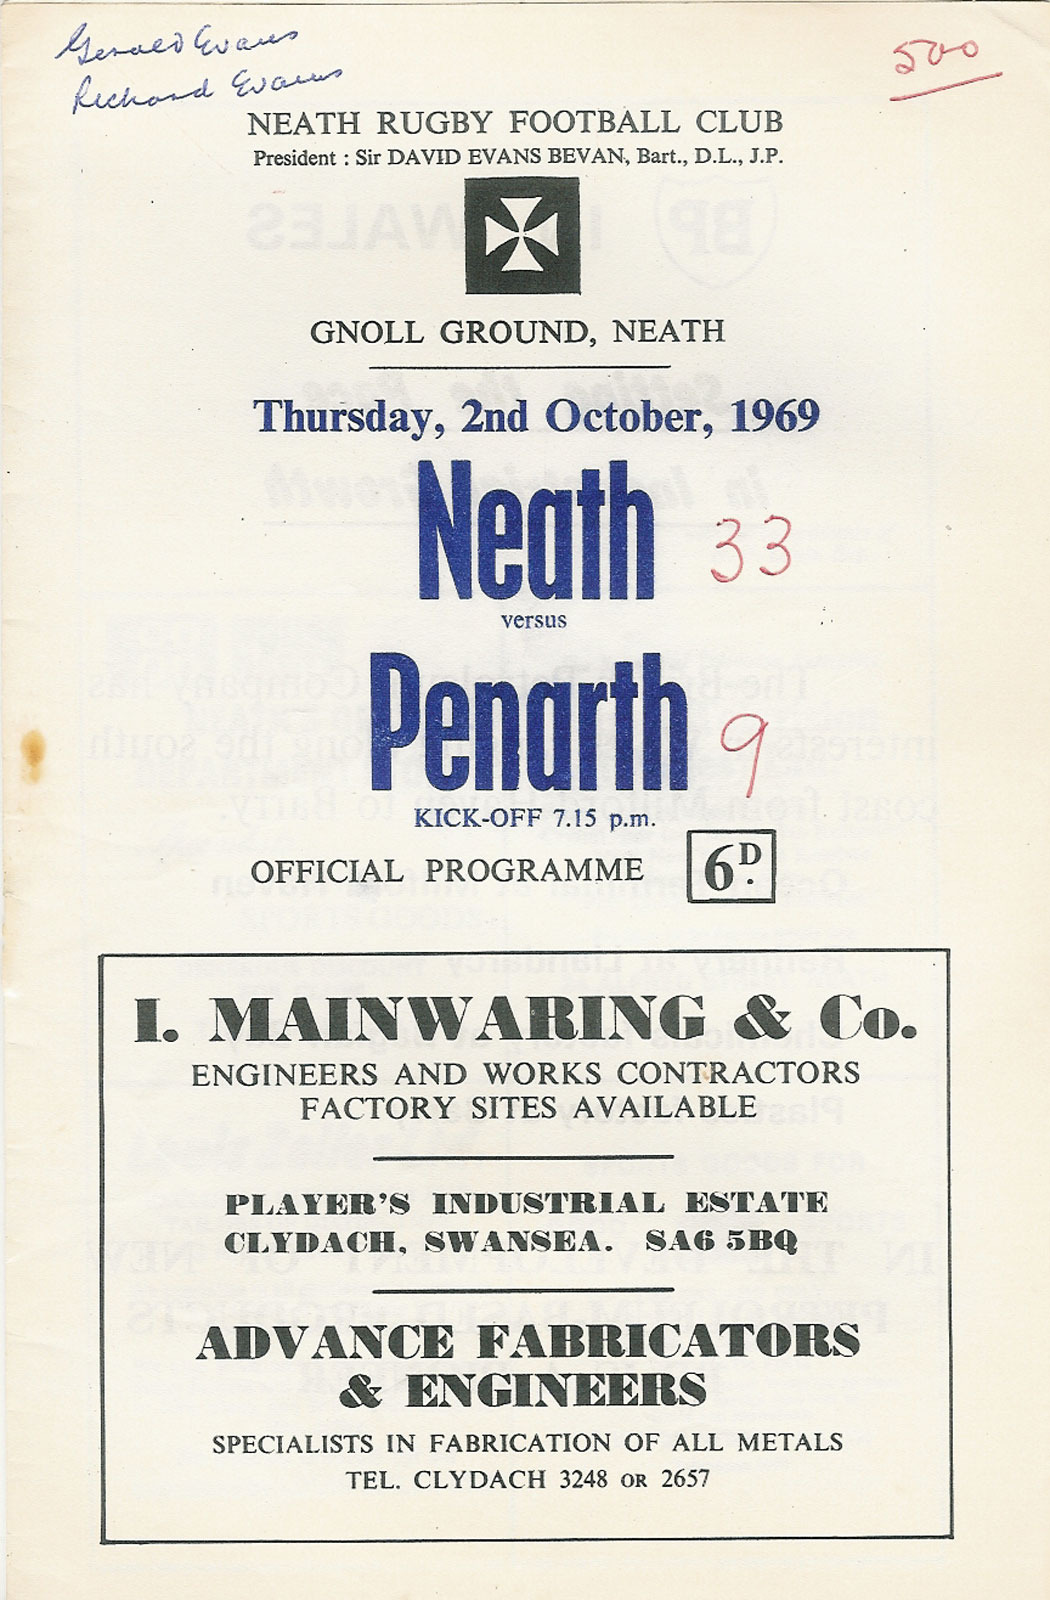 Gerald Evans
Richard Evans
500
NEATH RUGBY FOOTBALL CLUB
President : Sir DAVID EVANS BEVAN, Bart., D.L., J.P.
GNOLL GROUND, NEATH
Thursday, 2nd October, 1969
Neath 33
versus
Penarth 9
KICK-OFF 7.15 p.m.
OFFICIAL PROGRAMME 6D.
I. MAINWARING & Co.
ENGINEERS AND WORKS CONTRACTORS
FACTORY SITES AVAILABLE
PLAYER'S INDUSTRIAL ESTATE
CLYDACH, SWANSEA. SA6 5BQ
ADVANCE FABRICATORS
& ENGINEERS
SPECIALISTS IN FABRICATION OF ALL METALS
TEL. CLYDACH 3248 OR 2657